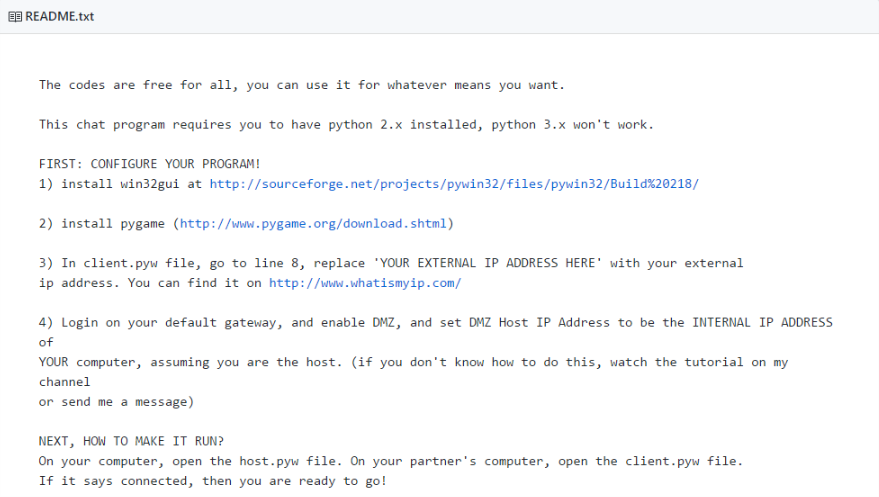 README.txt
The codes are free for all, you can use it for whatever means you want.
This chat program requires you to have python 2.x installed, python 3.x won't work.
FIRST: CONFIGURE YOUR PROGRAM!
1) install win32gui at http://sourceforge.net/projects/pywin32/files/pywin32/Build%20218/
2) install pygame (http://www.pygame.org/download.shtml)
3) In client.pyw file, go to line 8, replace 'YOUR EXTERNAL IP ADDRESS HERE' with your external
ip address. You can find it on http://www.whatismyip.com/
4) Login on your default gateway, and enable DMZ, and set DMZ Host IP Address to be the INTERNAL IP ADDRESS
of
YOUR computer, assuming you are the host. (if you don't know how to do this, watch the tutorial on my
channel
or send me a message)
NEXT, HOW TO MAKE IT RUN?
On your computer, open the host.pyw file. On your partner's computer, open the client.pyw file.
If it says connected, then you are ready to go!